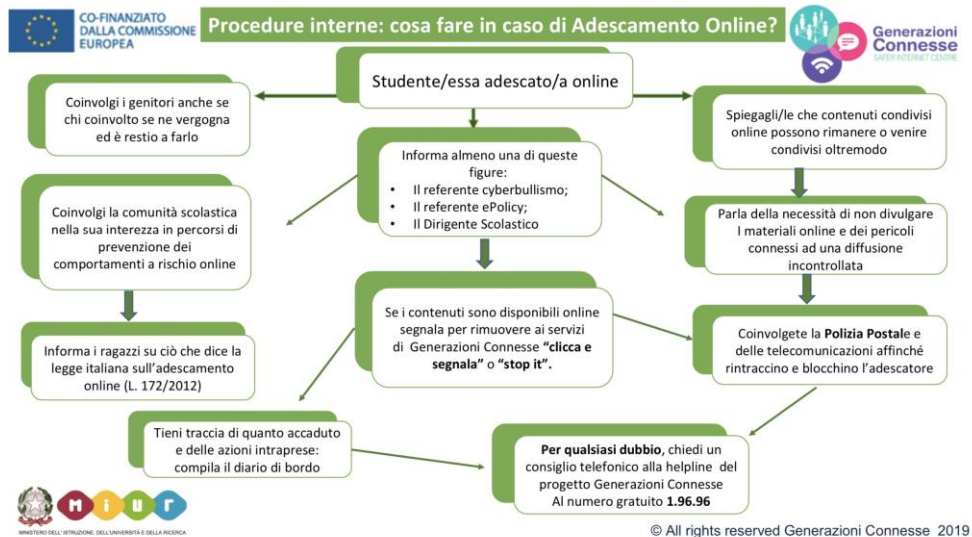 CO-FINANZIATO
DALLA COMMISSIONE
EUROPEA
Procedure interne: cosa fare in caso di Adescamento Online?
Generazioni
Connesse
SAFER INTERNET CENTRE
Studente/essa adescato/a online
Coinvolgi i genitori anche se
chi coinvolto se ne vergogna
ed è restio a farlo
Informa almeno una di queste
figure:
• Il referente cyberbullismo;
• Il referente ePolicy;
• Il Dirigente Scolastico
Spiegagli/le che contenuti condivisi
online possono rimanere o venire
condivisi oltremodo
Coinvolgi la comunità scolastica
nella sua interezza in percorsi di
prevenzione dei
comportamenti a rischio online
Parla della necessità di non divulgare
I materiali online e dei pericoli
connessi ad una diffusione
incontrollata
Se i contenuti sono disponibili online
segnala per rimuovere ai servizi
di Generazioni Connesse “clicca e
segnala” o “stop it”.
Informa i ragazzi su ciò che dice la
legge italiana sull’adescamento
online (L. 172/2012)
Coinvolgete la Polizia Postale e
delle telecomunicazioni affinché
rintraccino e blocchino l’adescatore
Tieni traccia di quanto accaduto
e delle azioni intraprese:
compila il diario di bordo
Per qualsiasi dubbio, chiedi un
consiglio telefonico alla helpline del
progetto Generazioni Connesse
Al numero gratuito 1.96.96
miur
MINISTERO DELL' ISTRUZIONE, DELL'UNIVERSITÀ E DELLA RICERCA
© All rights reserved Generazioni Connesse 2019